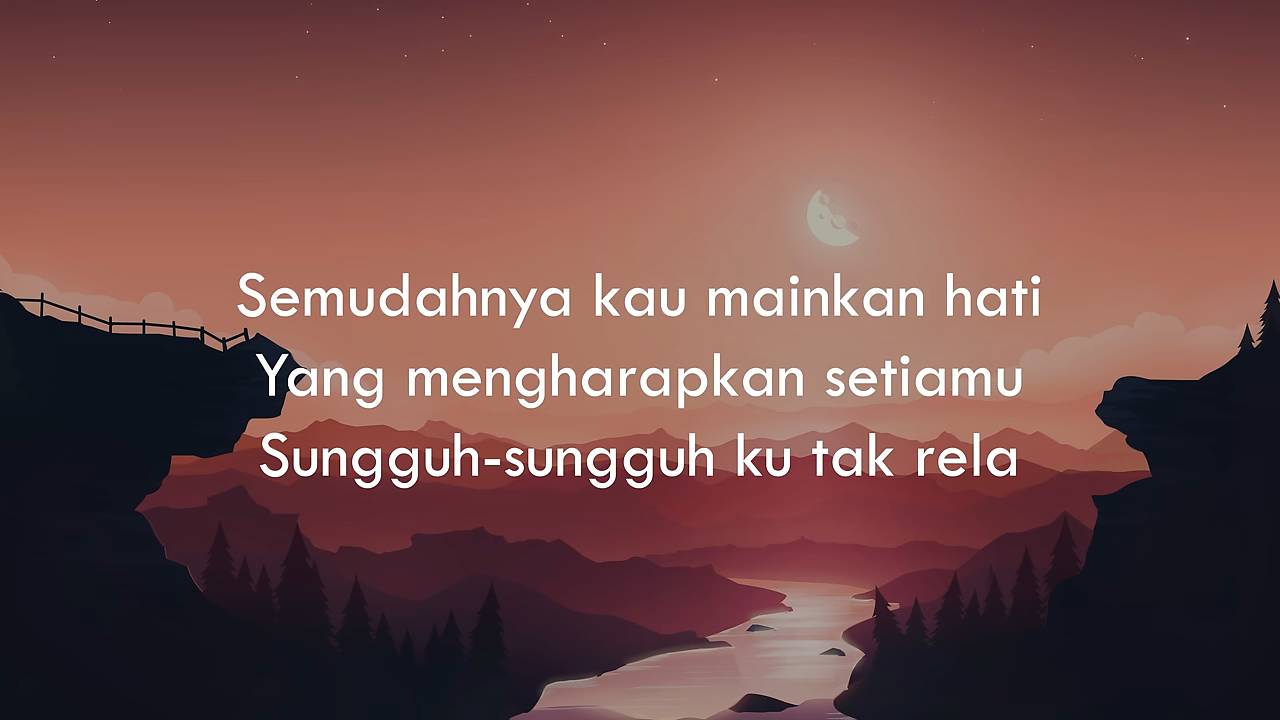 Semudahnya kau mainkan hati
Yang mengharapkan setiamu
Sungguh-sungguh ku tak rela